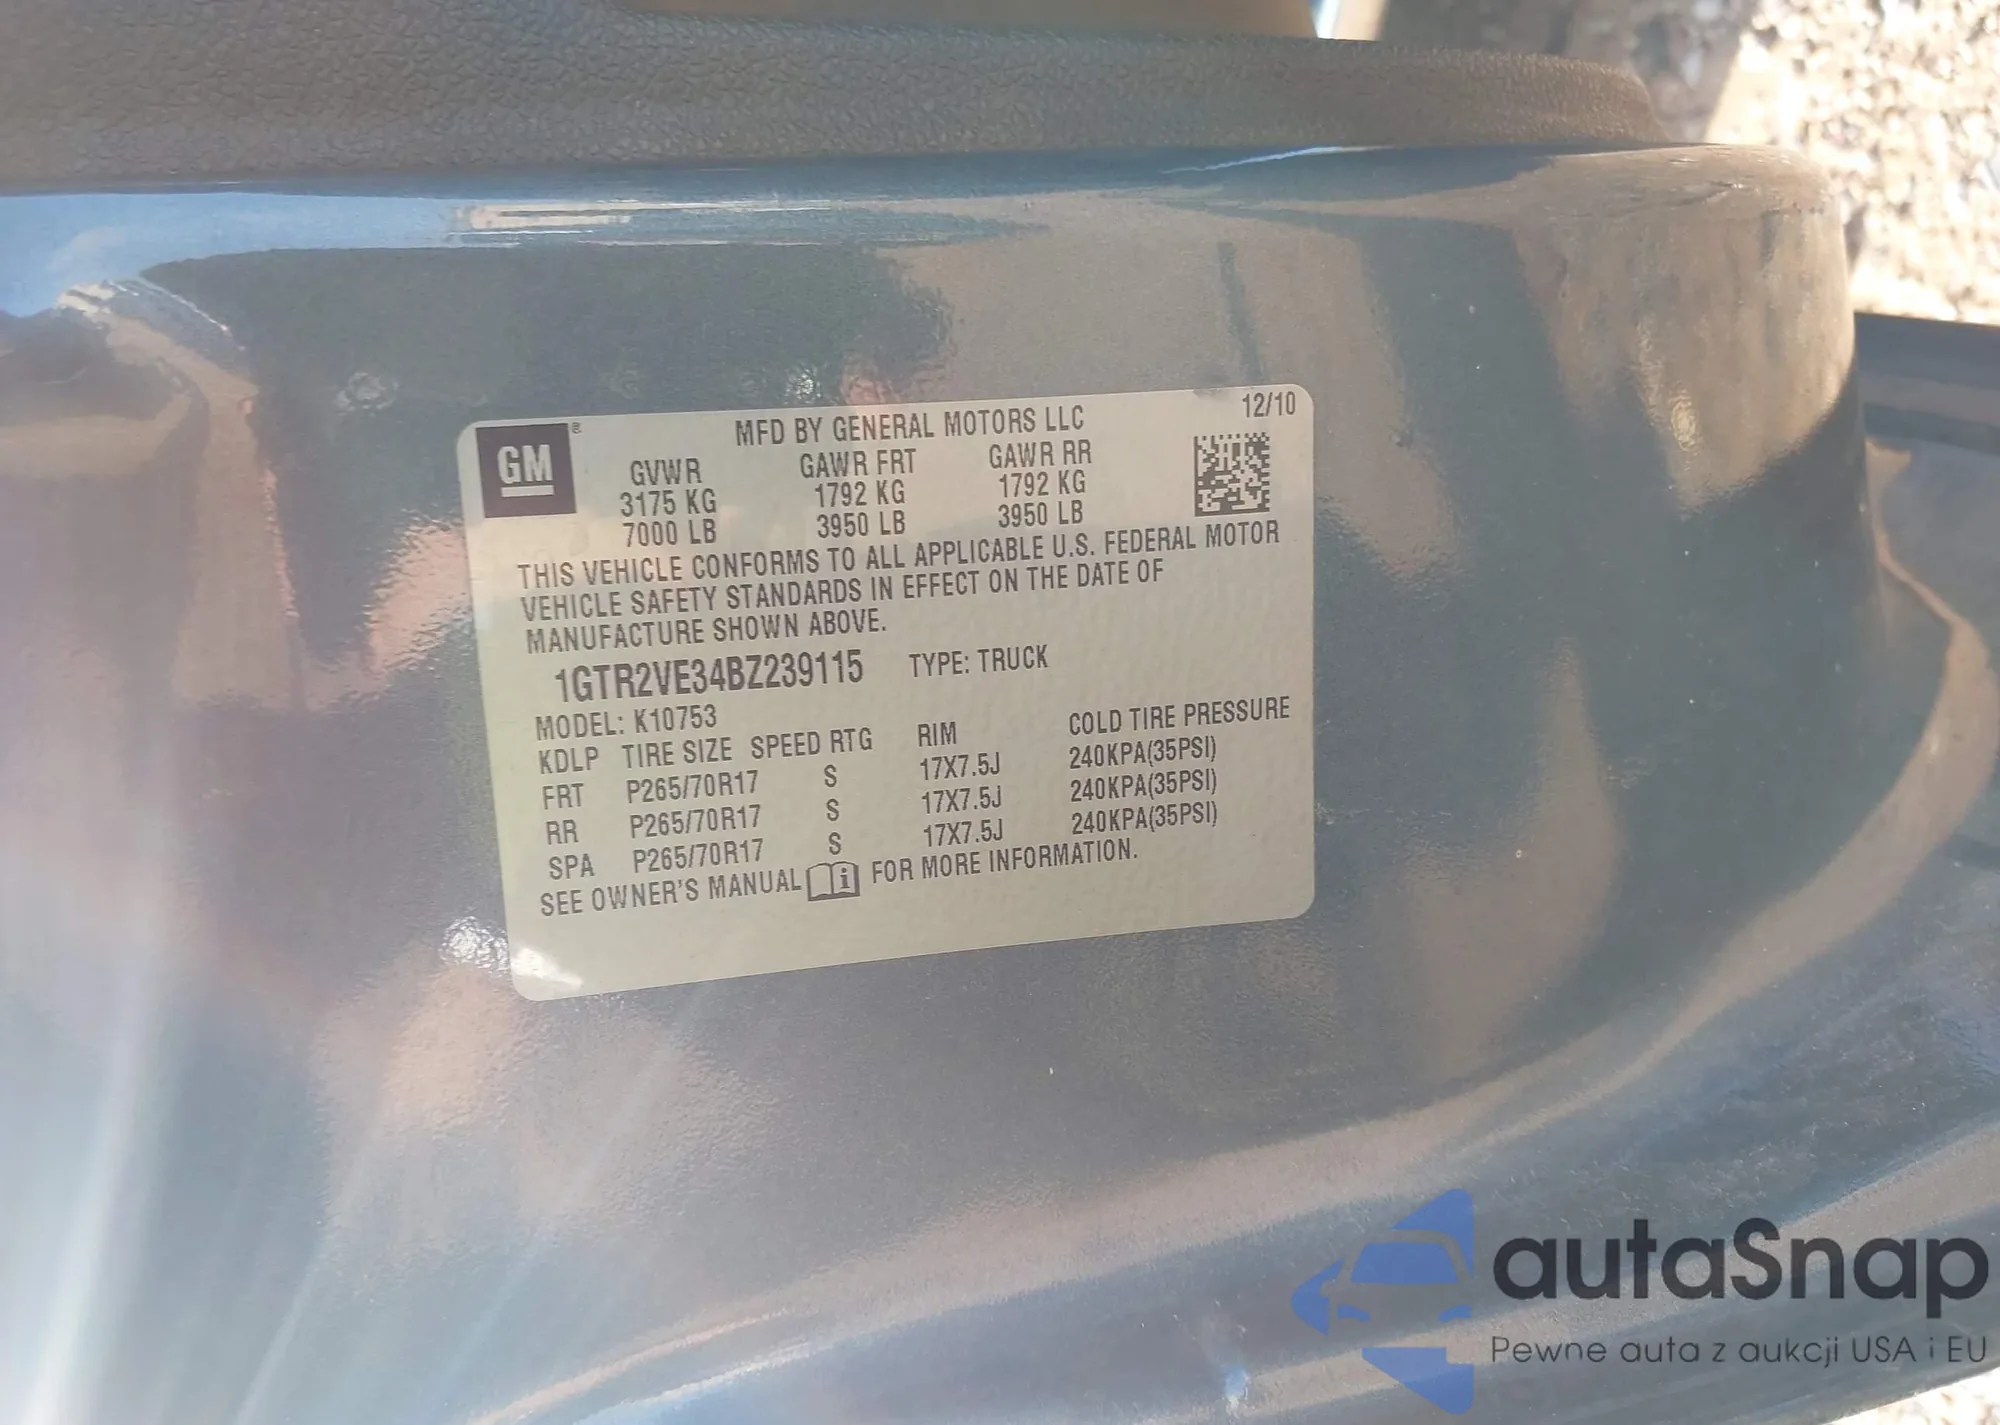 GM®
MFD BY GENERAL MOTORS LLC 12/10
GVWR GAWR FRT GAWR RR
3175 KG 1792 KG 1792 KG
7000 LB 3950 LB 3950 LB
THIS VEHICLE CONFORMS TO ALL APPLICABLE U.S. FEDERAL MOTOR
VEHICLE SAFETY STANDARDS IN EFFECT ON THE DATE OF
MANUFACTURE SHOWN ABOVE.
1GTR2VE34BZ239115 TYPE: TRUCK
MODEL: K10753
KDLP TIRE SIZE SPEED RTG RIM COLD TIRE PRESSURE
FRT P265/70R17 S 17X7.5J 240KPA(35PSI)
RR P265/70R17 S 17X7.5J 240KPA(35PSI)
SPA P265/70R17 S 17X7.5J 240KPA(35PSI)
SEE OWNER'S MANUAL i FOR MORE INFORMATION.
autaSnap
Pewne auta z aukcji USA i EU